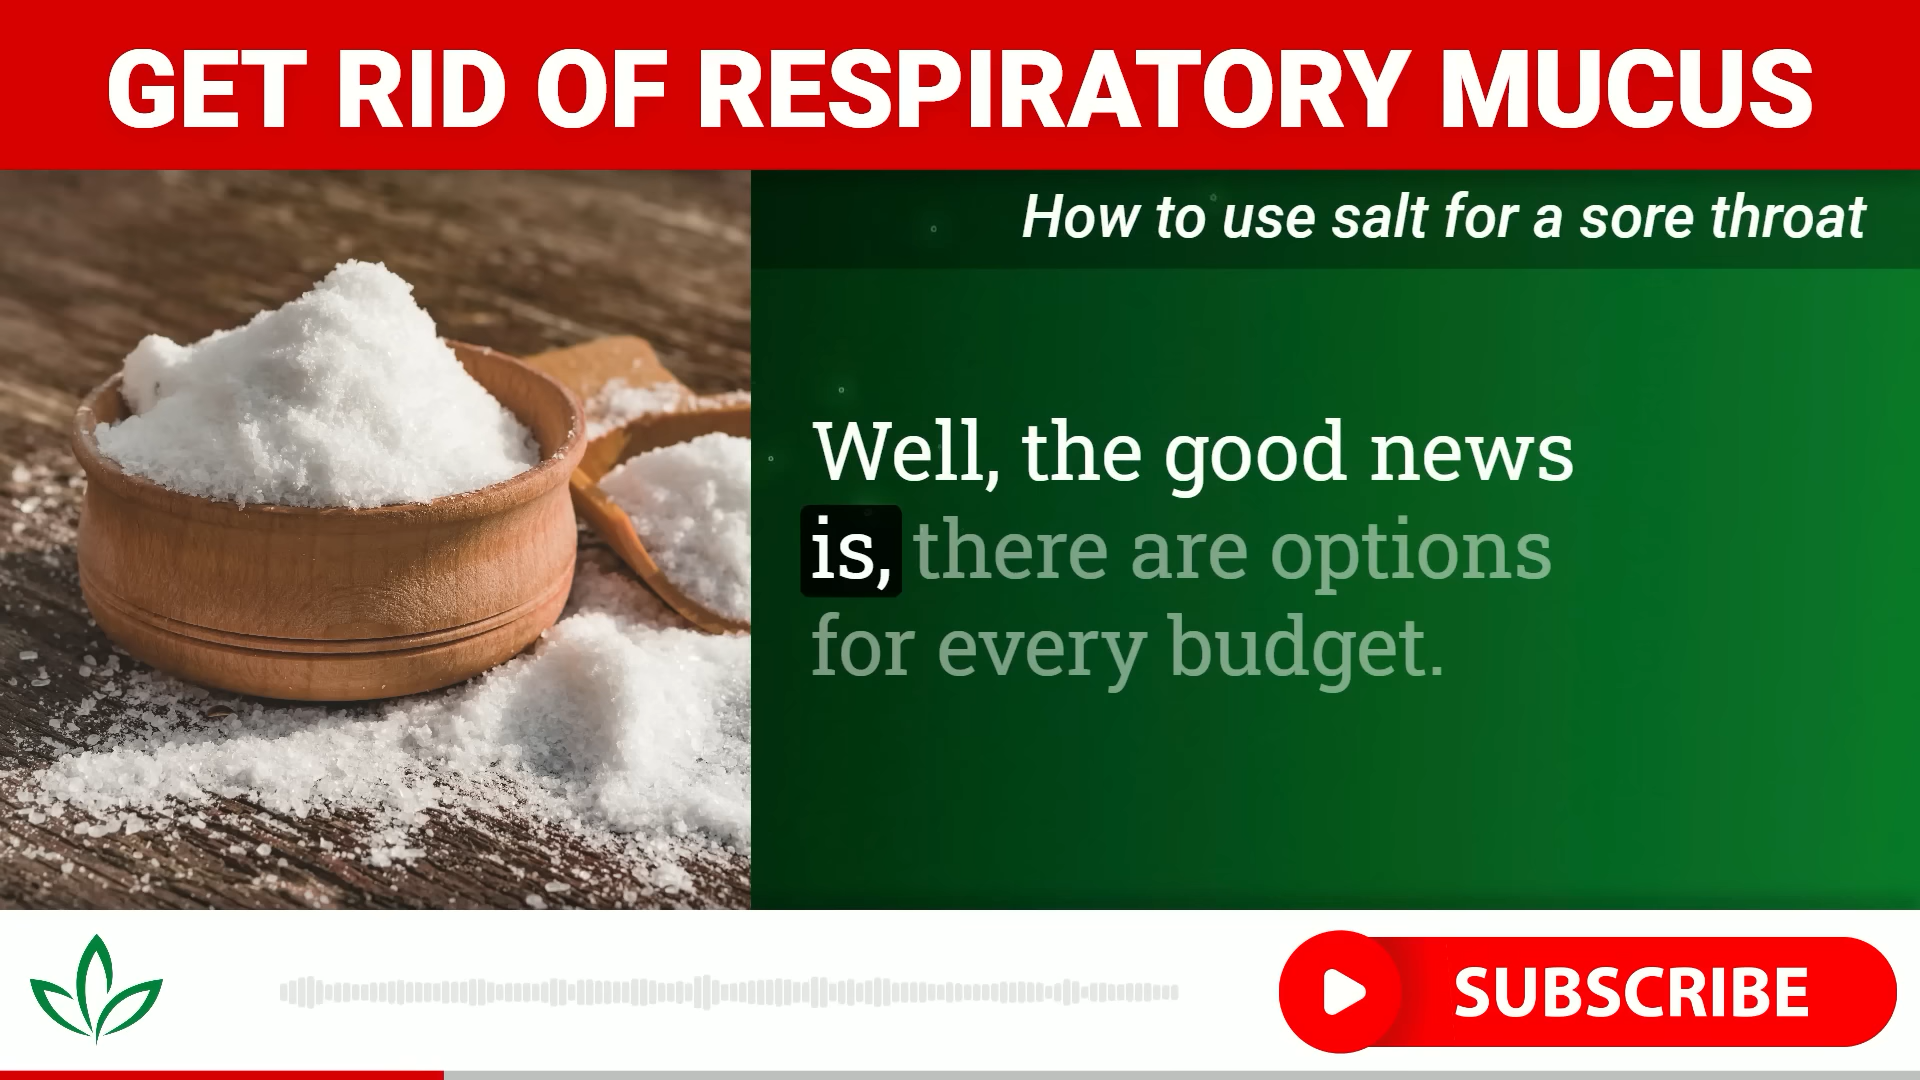 GET RID OF RESPIRATORY MUCUS
How to use salt for a sore throat
Well, the good news
is, there are options
for every budget.
SUBSCRIBE